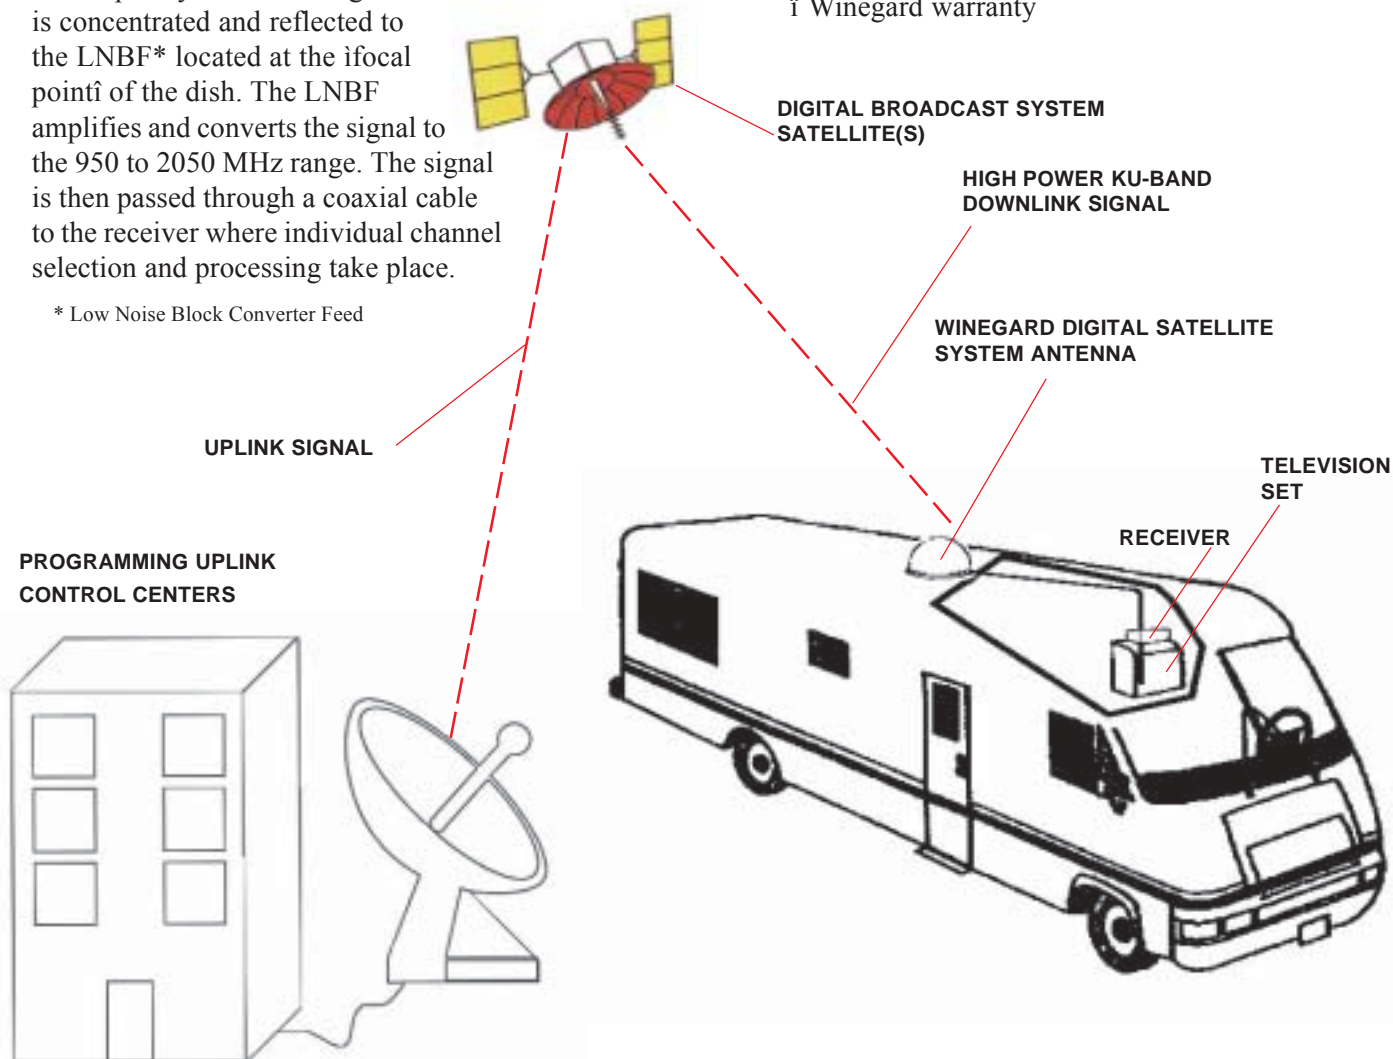 is concentrated and reflected to
the LNBF* located at the ìfocal
pointî of the dish. The LNBF
amplifies and converts the signal to
the 950 to 2050 MHz range. The signal
is then passed through a coaxial cable
to the receiver where individual channel
selection and processing take place.
* Low Noise Block Converter Feed
î Winegard warranty
DIGITAL BROADCAST SYSTEM
SATELLITE(S)
HIGH POWER KU-BAND
DOWNLINK SIGNAL
WINEGARD DIGITAL SATELLITE
SYSTEM ANTENNA
UPLINK SIGNAL
TELEVISION
SET
RECEIVER
PROGRAMMING UPLINK
CONTROL CENTERS